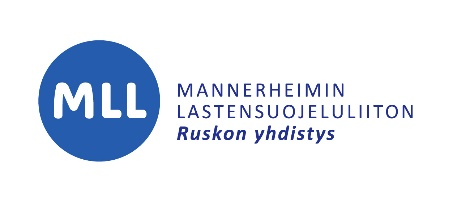 MLL
MANNERHEIMIN
LASTENSUOJELULIITON
Ruskon yhdistys